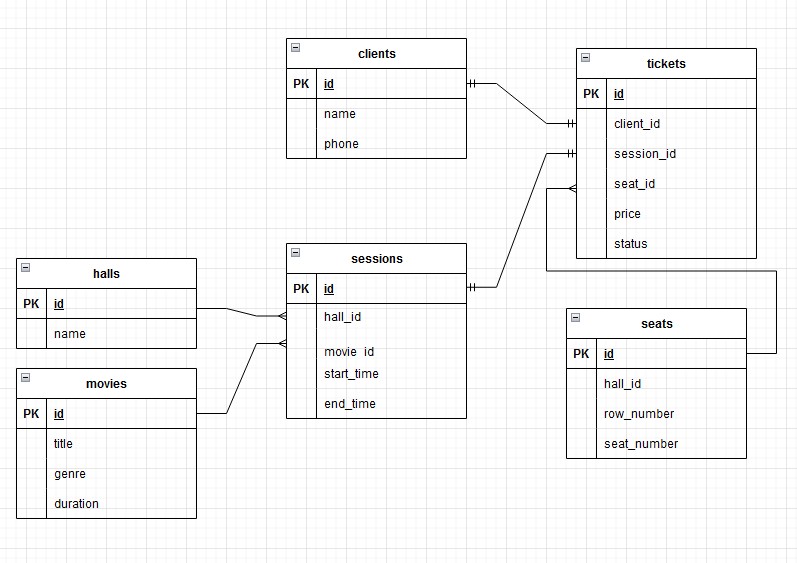 clients
PK id
name
phone
tickets
PK id
client_id
session_id
seat_id
price
status
halls
PK id
name
sessions
PK id
hall_id
movie_id
start_time
end_time
movies
PK id
title
genre
duration
seats
PK id
hall_id
row_number
seat_number